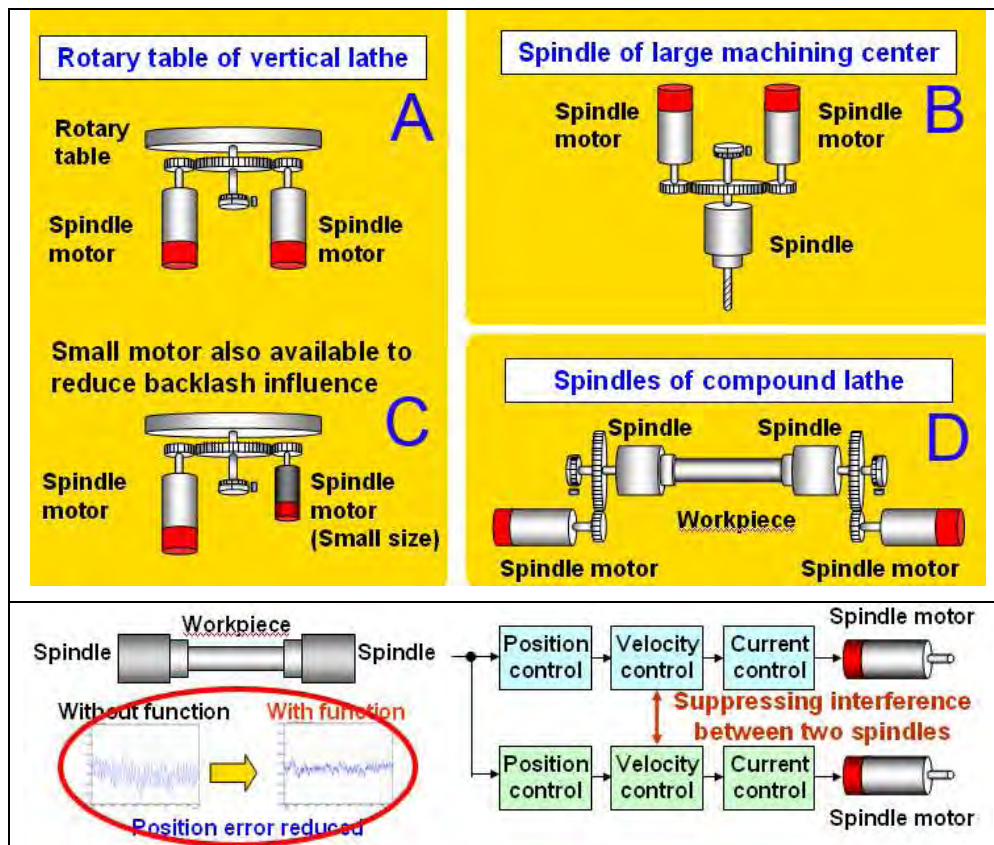 Rotary table of vertical lathe
A
Rotary
table
Spindle
motor
Spindle
motor
Spindle of large machining center
B
Spindle
motor
Spindle
motor
Spindle
Small motor also available to
reduce backlash influence
C
Spindle
motor
Spindle
motor
(Small size)
Spindles of compound lathe
D
Spindle
Spindle
Workpiece
Spindle motor
Spindle motor
Workpiece
Spindle
Spindle
Without function
With function
Position error reduced
Position
control
Velocity
control
Current
control
Spindle motor
Suppressing interference
between two spindles
Position
control
Velocity
control
Current
control
Spindle motor